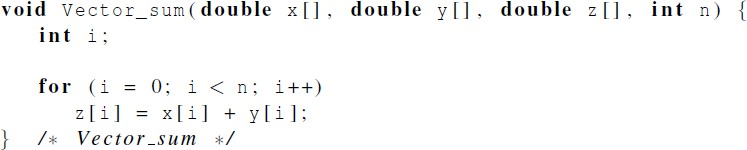 void Vector_sum(double x[], double y[], double z[], int n) {
   int i;

   for (i = 0; i < n; i++)
      z[i] = x[i] + y[i];
}  /* Vector_sum */